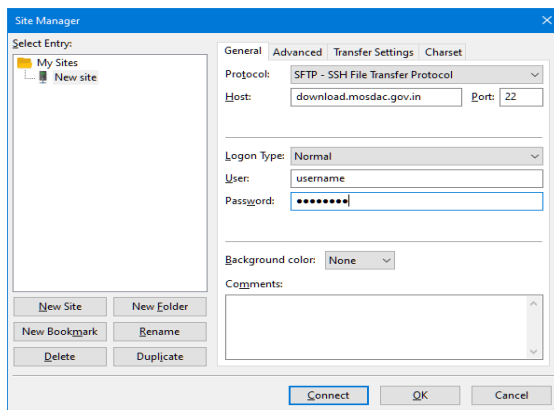 Site Manager
Select Entry:
My Sites
New site
New Site
New Folder
New Bookmark
Rename
Delete
Duplicate
General
Advanced
Transfer Settings
Charset
Protocol:
SFTP - SSH File Transfer Protocol
Host:
download.mosdac.gov.in
Port:
22
Logon Type:
Normal
User:
username
Password:
●●●●●●●●
Background color:
None
Comments:
Connect
OK
Cancel